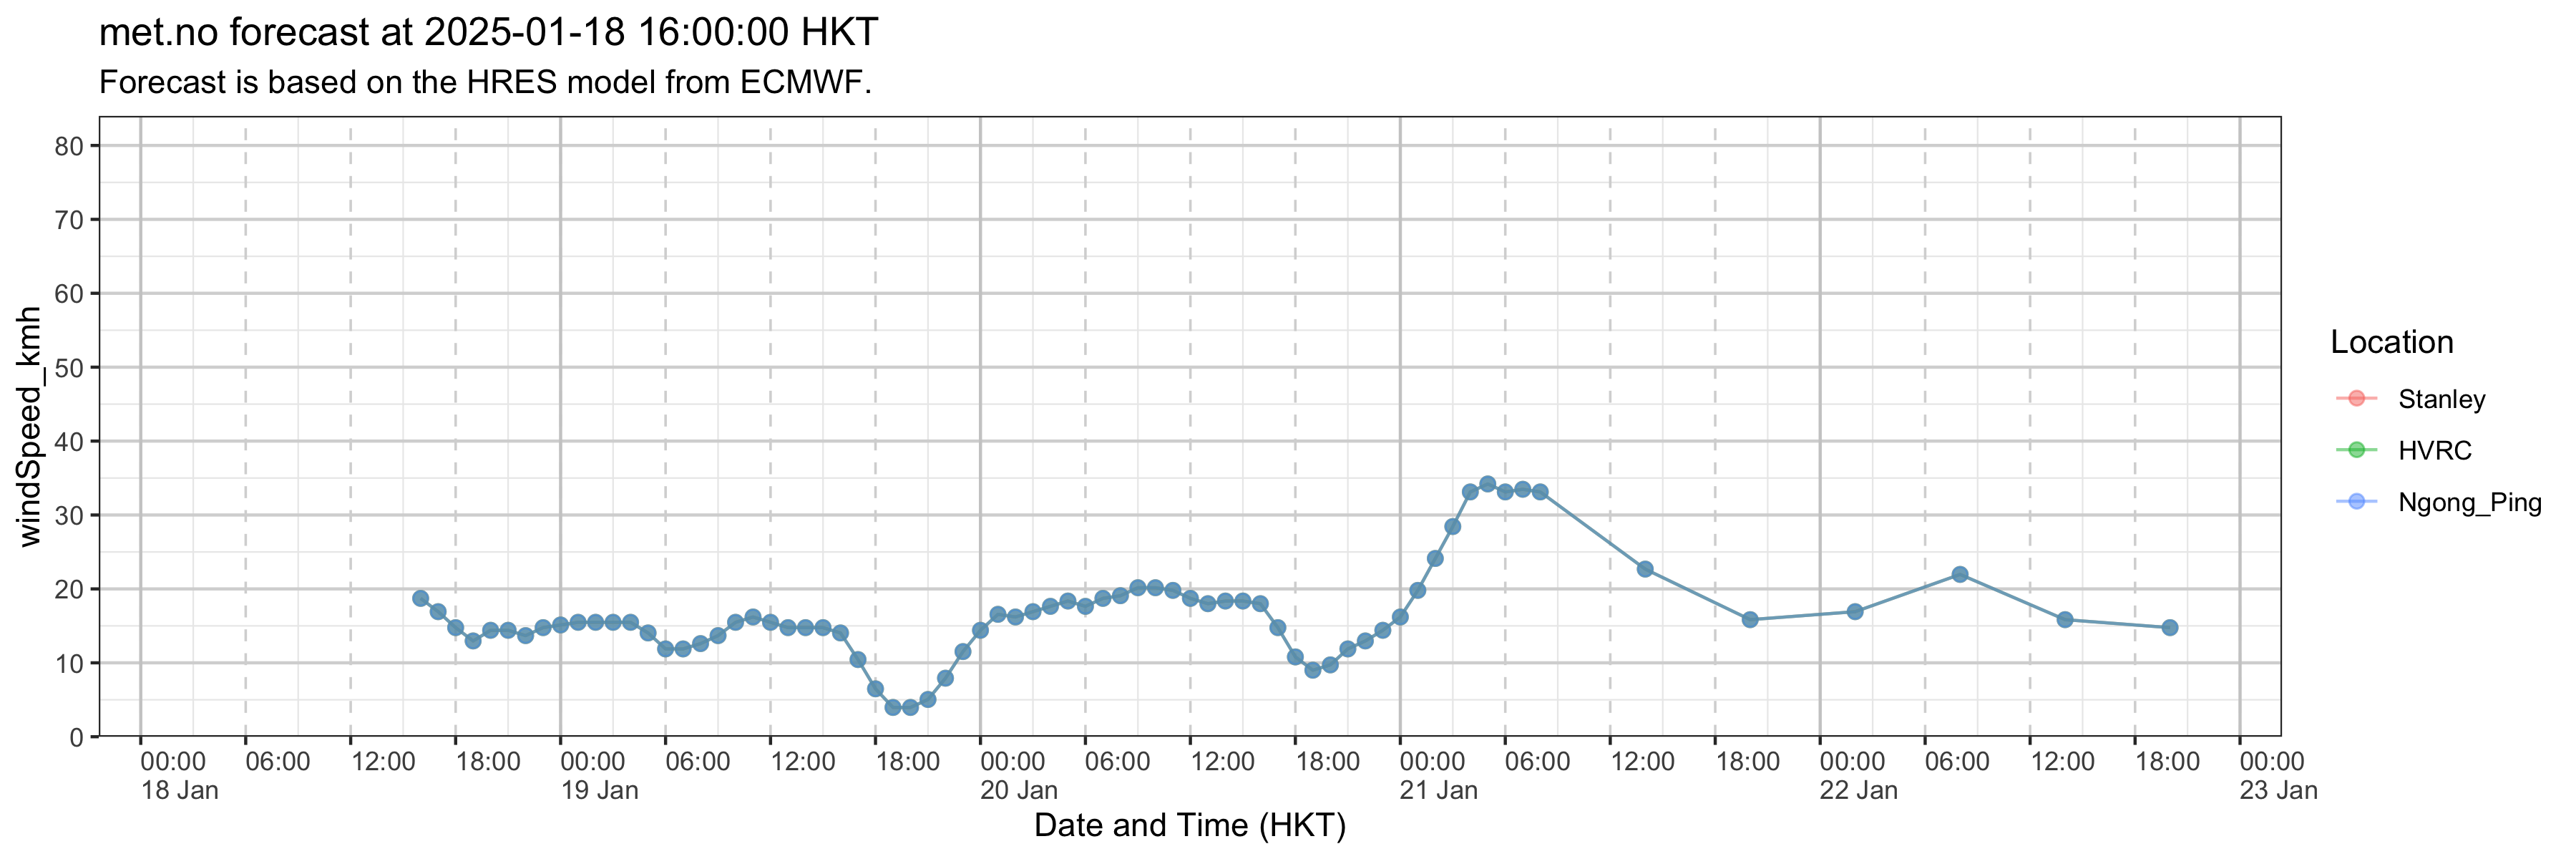 met.no forecast at 2025-01-18 16:00:00 HKT
Forecast is based on the HRES model from ECMWF.
80
70
60
50
40
30
20
10
0
windSpeed_kmh
00:00 06:00 12:00 18:00 00:00 06:00 12:00 18:00 00:00 06:00 12:00 18:00 00:00 06:00 12:00 18:00 00:00 06:00 12:00 18:00 00:00
18 Jan 19 Jan 20 Jan 21 Jan 22 Jan 23 Jan
Date and Time (HKT)
Location
Stanley
HVRC
Ngong_Ping